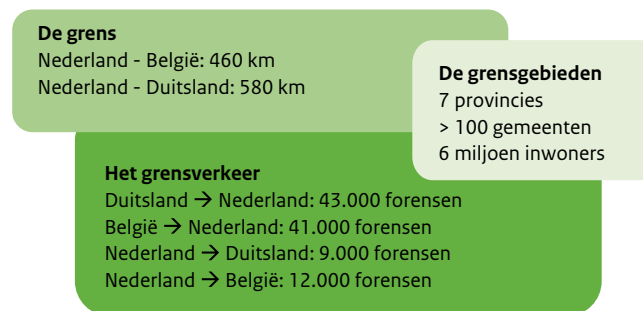 De grens
Nederland - België: 460 km
Nederland - Duitsland: 580 km
De grensgebieden
7 provincies
> 100 gemeenten
6 miljoen inwoners
Het grensverkeer
Duitsland → Nederland: 43.000 forensen
België → Nederland: 41.000 forensen
Nederland → Duitsland: 9.000 forensen
Nederland → België: 12.000 forensen